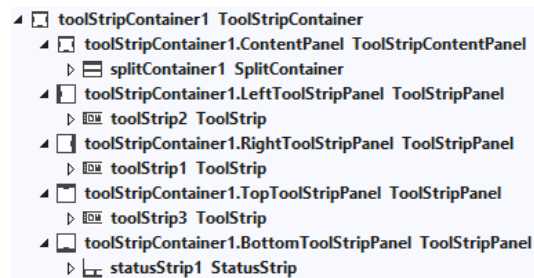 toolStripContainer1 ToolStripContainer
toolStripContainer1.ContentPanel ToolStripContentPanel
splitContainer1 SplitContainer
toolStripContainer1.LeftToolStripPanel ToolStripPanel
toolStrip2 ToolStrip
toolStripContainer1.RightToolStripPanel ToolStripPanel
toolStrip1 ToolStrip
toolStripContainer1.TopToolStripPanel ToolStripPanel
toolStrip3 ToolStrip
toolStripContainer1.BottomToolStripPanel ToolStripPanel
statusStrip1 StatusStrip